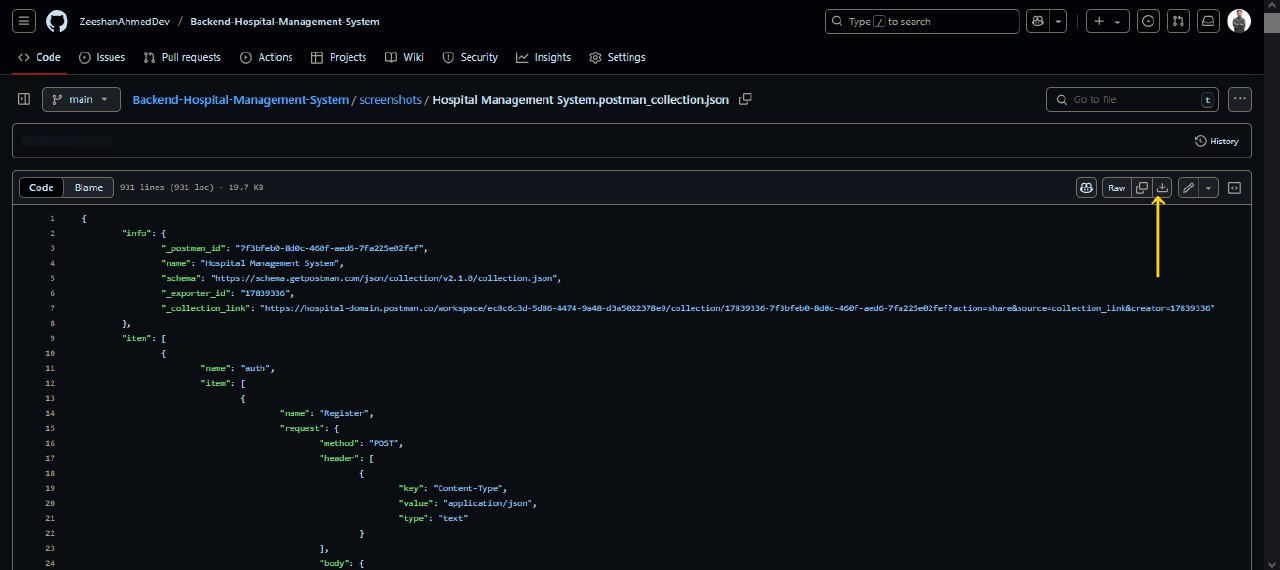 ZeeshanAhmedDev / Backend-Hospital-Management-System Type / to search
Code Issues Pull requests Actions Projects Wiki Security Insights Settings
main Backend-Hospital-Management-System / screenshots / Hospital Management System.postman_collection.json Go to file t
History
Code Blame 931 lines (931 loc) · 19.7 KB Raw
1 {
2 "info": {
3 "_postman_id": "7f3bfeb0-8d0c-460f-aed6-7fa225e02fef",
4 "name": "Hospital Management System",
5 "schema": "https://schema.getpostman.com/json/collection/v2.1.0/collection.json",
6 "_exporter_id": "17839336",
7 "_collection_link": "https://hospital-domain.postman.co/workspace/ec8c6c3d-5d86-4474-9a48-d3a5022378e9/collection/17839336-7f3bfeb0-8d0c-460f-aed6-7fa225e02fef?action=share&source=collection_link&creator=17839336"
8 },
9 "item": [
10 {
11 "name": "auth",
12 "item": [
13 {
14 "name": "Register",
15 "request": {
16 "method": "POST",
17 "header": [
18 {
19 "key": "Content-Type",
20 "value": "application/json",
21 "type": "text"
22 }
23 ],
24 "body": {